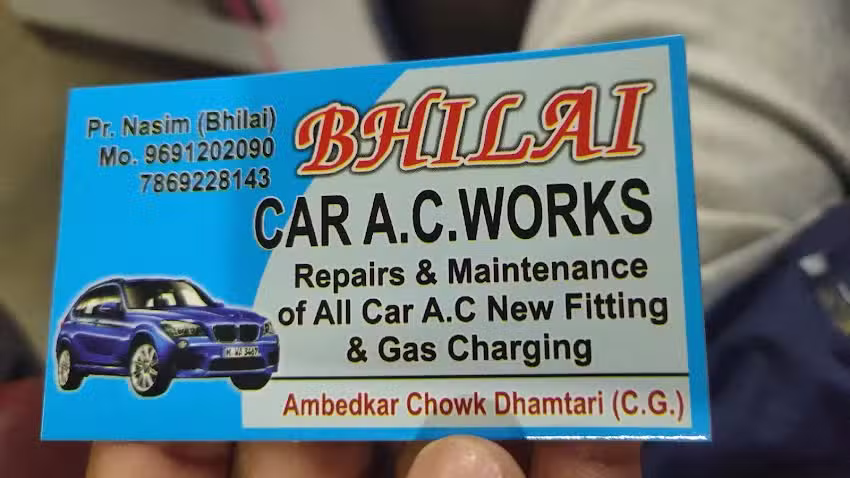 Pr. Nasim (Bhilai)
Mo. 9691202090
7869228143
BHILAI
CAR A.C.WORKS
Repairs & Maintenance
of All Car A.C New Fitting
& Gas Charging
Ambedkar Chowk Dhamtari (C.G.)